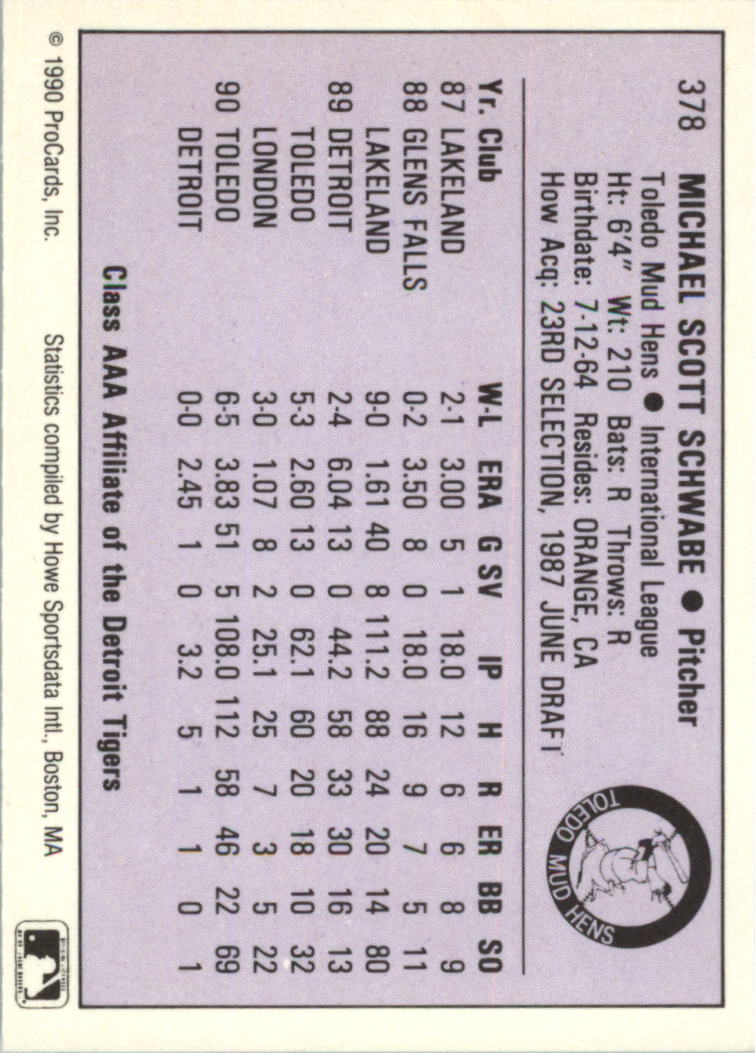 378 MICHAEL SCOTT SCHWABE ● Pitcher
Toledo Mud Hens ● International League
Ht: 6'4" Wt: 210 Bats: R Throws: R
Birthdate: 7-12-64 Resides: ORANGE, CA
How Acq: 23RD SELECTION, 1987 JUNE DRAFT
TOLEDO MUD HENS
Yr. Club W-L ERA G SV IP H R ER BB SO
87 LAKELAND 2-1 3.00 5 1 18.0 12 6 6 8 9
88 GLENS FALLS 0-2 3.50 8 0 18.0 16 9 7 5 11
LAKELAND 9-0 1.61 40 8 111.2 88 24 20 14 80
89 DETROIT 2-4 6.04 13 0 44.2 58 33 30 16 13
TOLEDO 5-3 2.60 13 0 62.1 60 20 18 10 32
LONDON 3-0 1.07 8 2 25.1 25 7 3 5 22
90 TOLEDO 6-5 3.83 51 5 108.0 112 58 46 22 69
DETROIT 0-0 2.45 1 0 3.2 5 1 1 0 1
Class AAA Affiliate of the Detroit Tigers
© 1990 ProCards, Inc. Statistics compiled by Howe Sportsdata Intl., Boston, MA